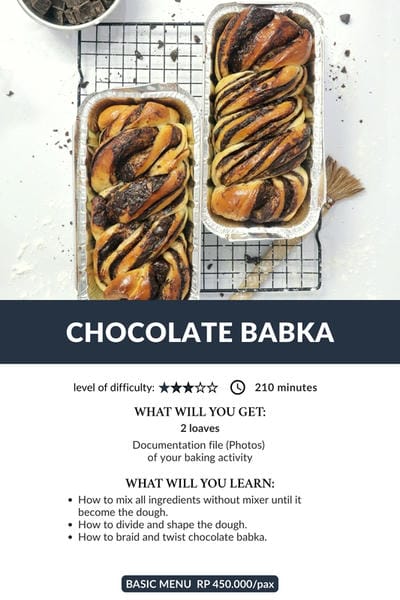 CHOCOLATE BABKA
level of difficulty: ★★★☆☆ 210 minutes
WHAT WILL YOU GET:
2 loaves
Documentation file (Photos)
of your baking activity
WHAT WILL YOU LEARN:
• How to mix all ingredients without mixer until it
become the dough.
• How to divide and shape the dough.
• How to braid and twist chocolate babka.
BASIC MENU RP 450.000/pax